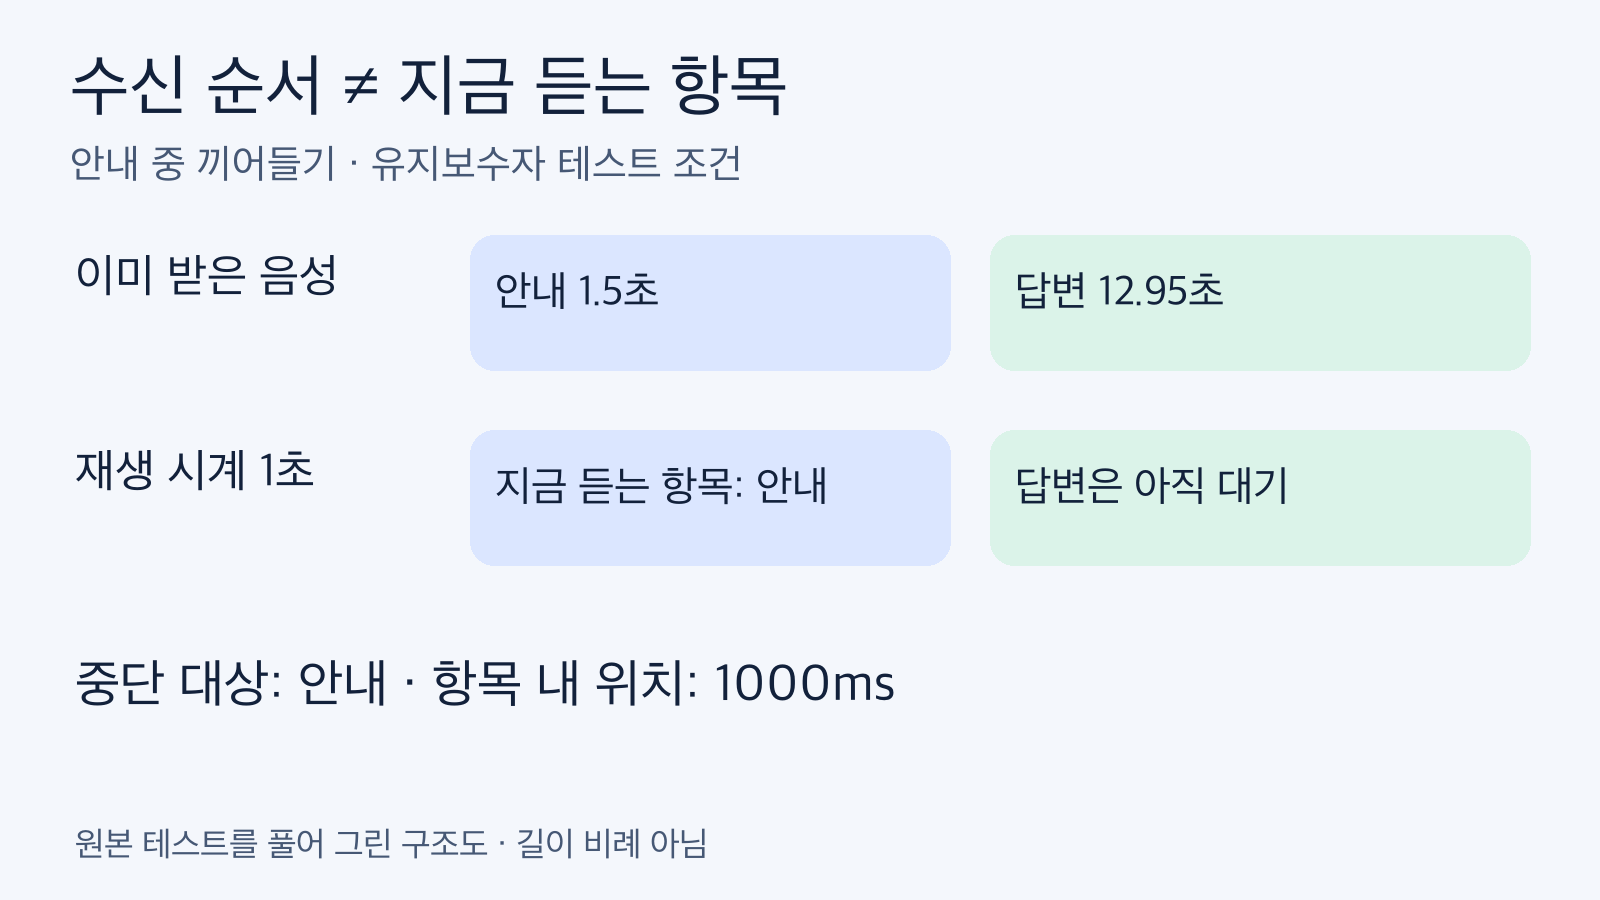 수신 순서 ≠ 지금 듣는 항목
안내 중 끼어들기 · 유지보수자 테스트 조건
이미 받은 음성
안내 1.5초
답변 12.95초
재생 시계 1초
지금 듣는 항목: 안내
답변은 아직 대기
중단 대상: 안내 · 항목 내 위치: 1000ms
원본 테스트를 풀어 그린 구조도 · 길이 비례 아님